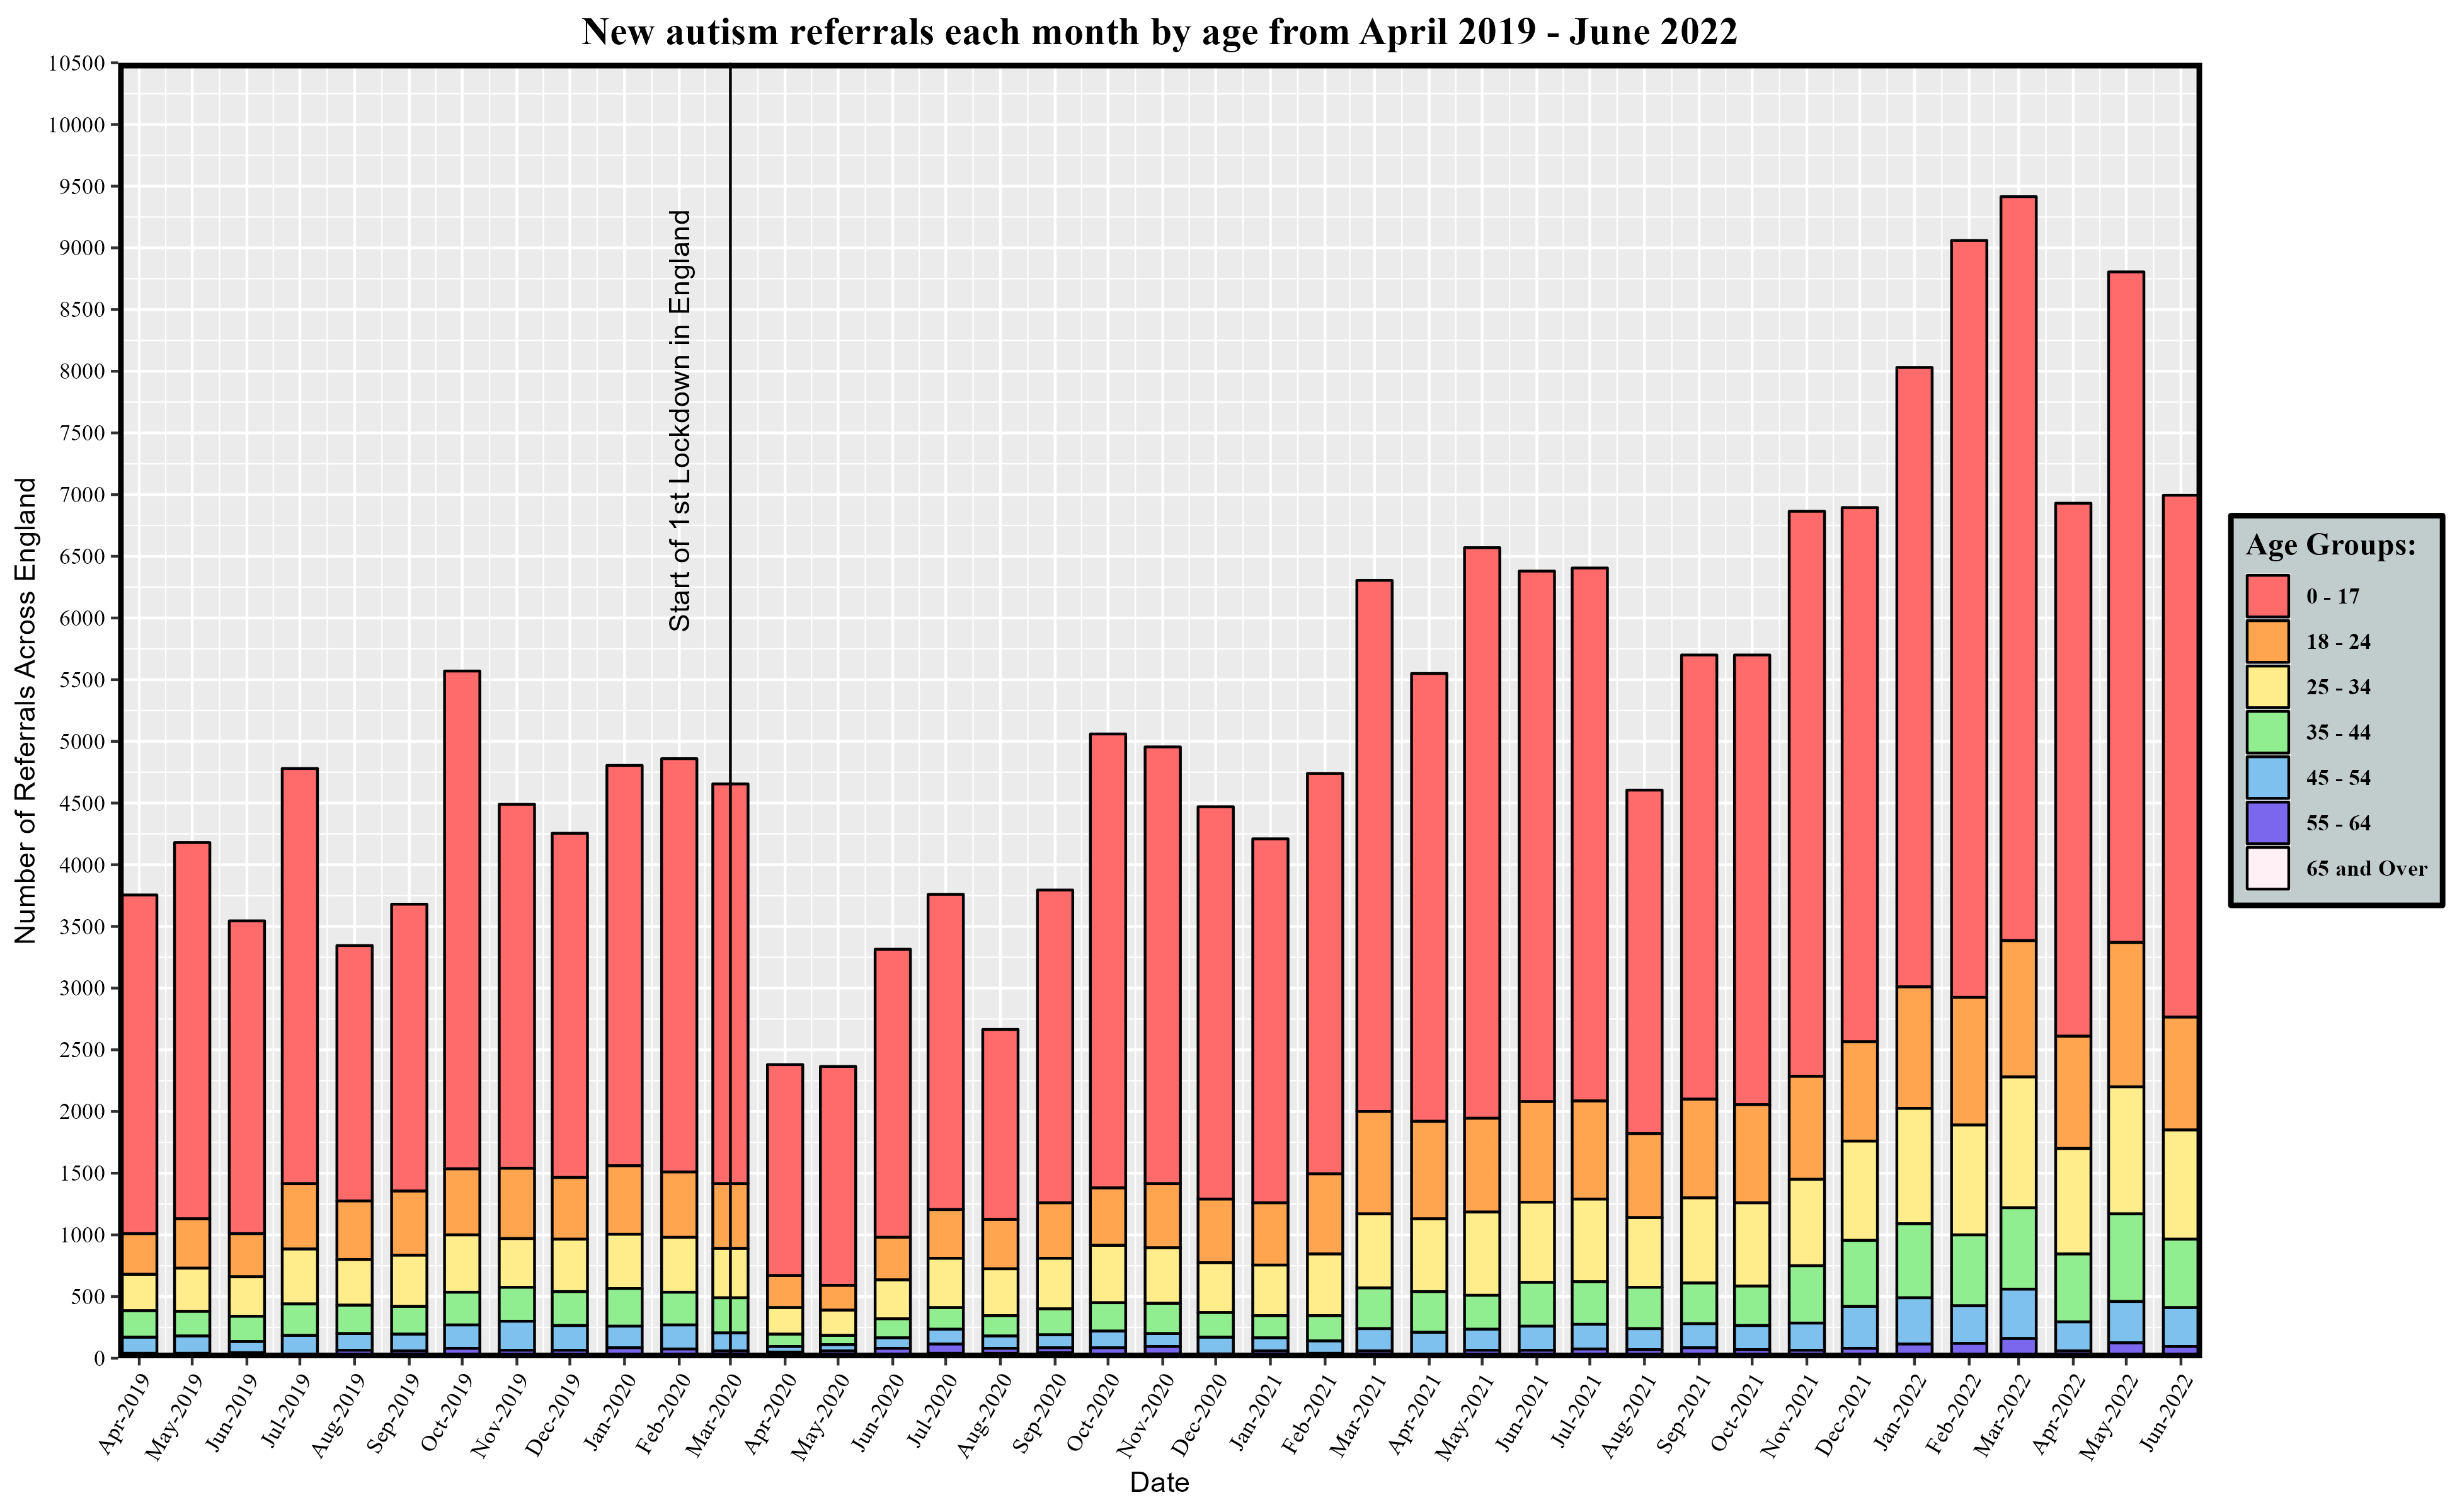 New autism referrals each month by age from April 2019 - June 2022
Number of Referrals Across England
10500
10000
9500
9000
8500
8000
7500
7000
6500
6000
5500
5000
4500
4000
3500
3000
2500
2000
1500
1000
500
0
Start of 1st Lockdown in England
Apr-2019
May-2019
Jun-2019
Jul-2019
Aug-2019
Sep-2019
Oct-2019
Nov-2019
Dec-2019
Jan-2020
Feb-2020
Mar-2020
Apr-2020
May-2020
Jun-2020
Jul-2020
Aug-2020
Sep-2020
Oct-2020
Nov-2020
Dec-2020
Jan-2021
Feb-2021
Mar-2021
Apr-2021
May-2021
Jun-2021
Jul-2021
Aug-2021
Sep-2021
Oct-2021
Nov-2021
Dec-2021
Jan-2022
Feb-2022
Mar-2022
Apr-2022
May-2022
Jun-2022
Date
Age Groups:
0 - 17
18 - 24
25 - 34
35 - 44
45 - 54
55 - 64
65 and Over